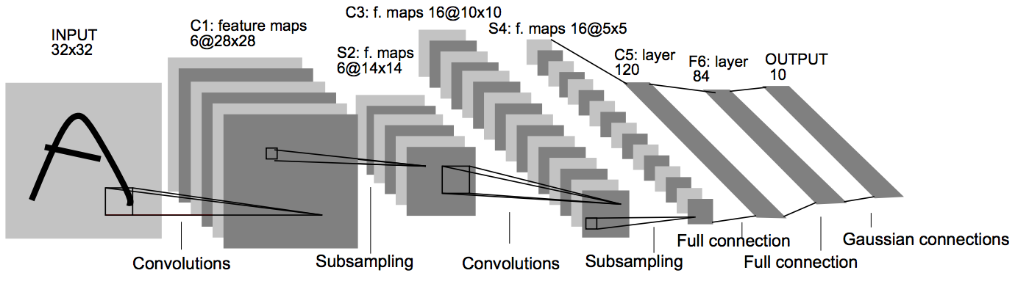 INPUT
32x32
C1: feature maps
6@28x28
S2: f. maps
6@14x14
C3: f. maps 16@10x10
S4: f. maps 16@5x5
C5: layer
120
F6: layer
84
OUTPUT
10
Convolutions
Subsampling
Convolutions
Subsampling
Full connection
Full connection
Gaussian connections